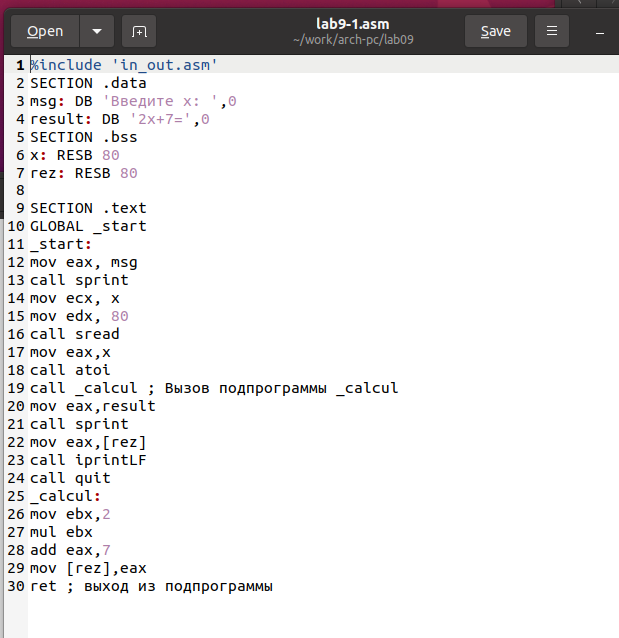 Open
lab9-1.asm
~/work/arch-pc/lab09
Save
1 %include 'in_out.asm'
2 SECTION .data
3 msg: DB 'Введите x: ',0
4 result: DB '2x+7=',0
5 SECTION .bss
6 x: RESB 80
7 rez: RESB 80
8
9 SECTION .text
10 GLOBAL _start
11 _start:
12 mov eax, msg
13 call sprint
14 mov ecx, x
15 mov edx, 80
16 call sread
17 mov eax,x
18 call atoi
19 call _calcul ; Вызов подпрограммы _calcul
20 mov eax,result
21 call sprint
22 mov eax,[rez]
23 call iprintLF
24 call quit
25 _calcul:
26 mov ebx,2
27 mul ebx
28 add eax,7
29 mov [rez],eax
30 ret ; выход из подпрограммы